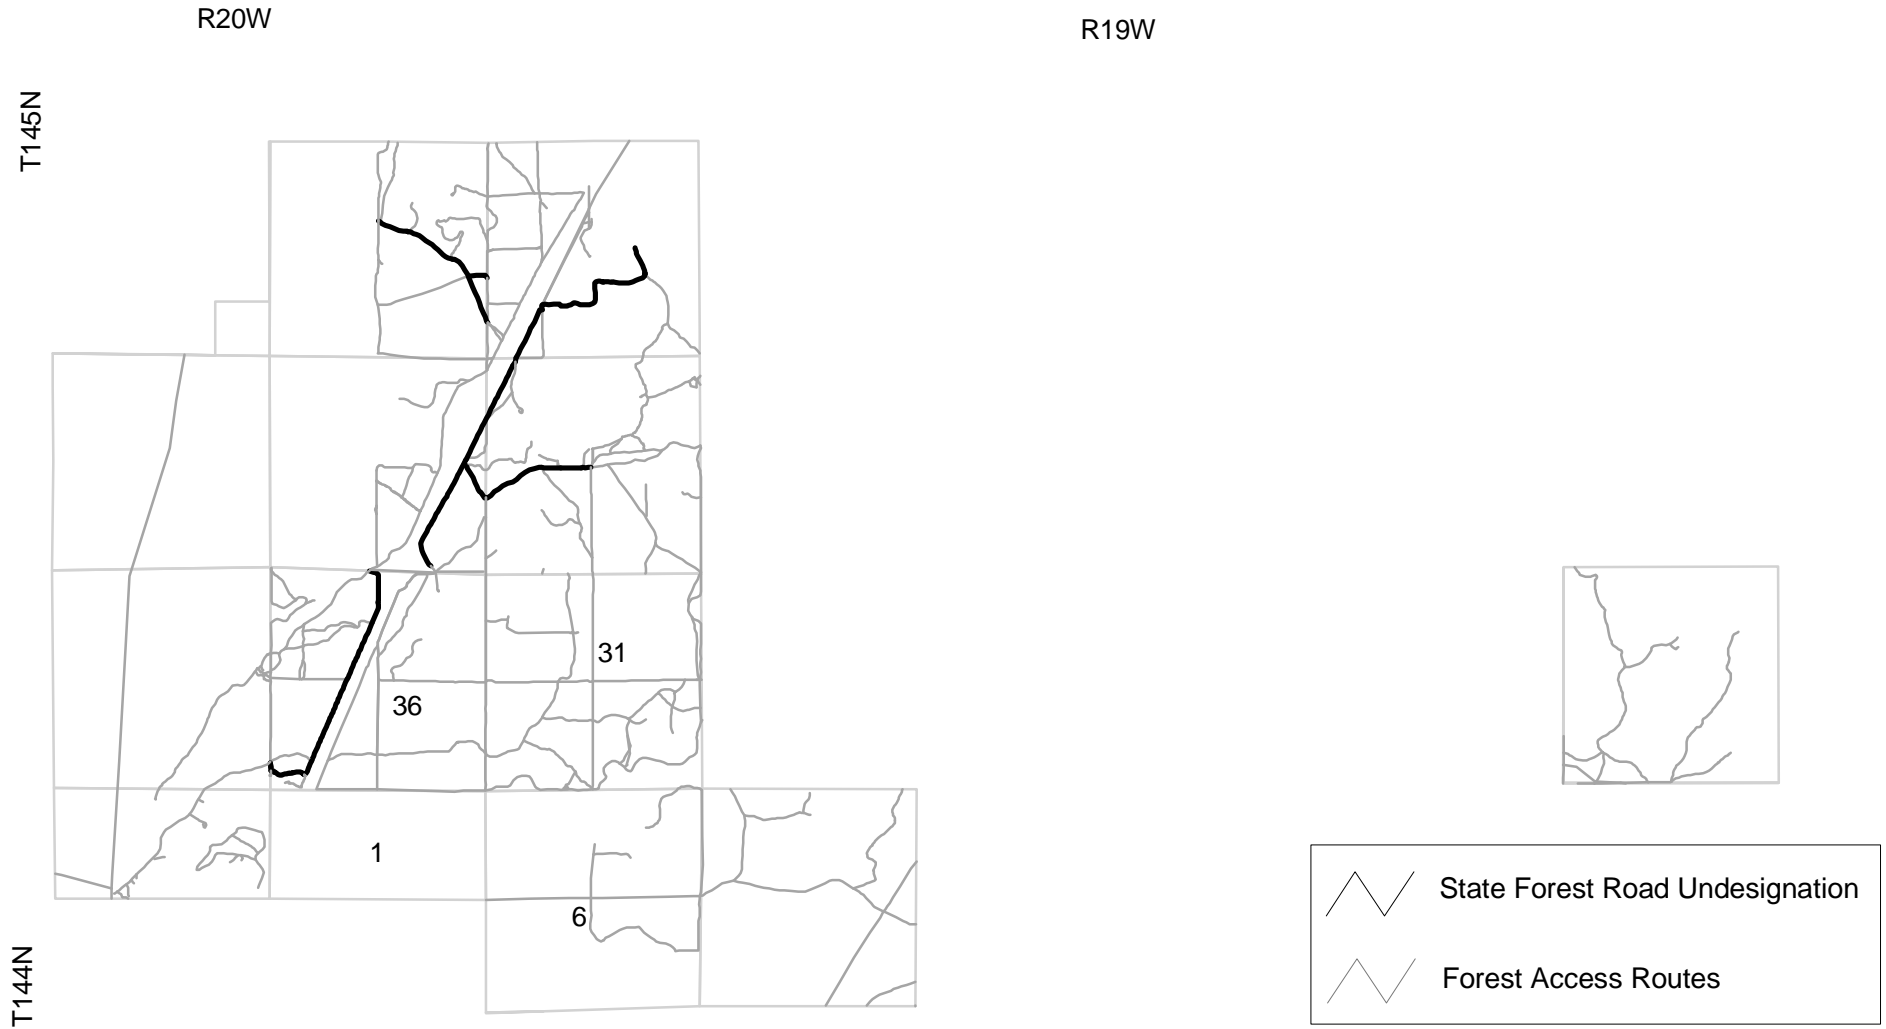 R20W
R19W
T145N
31
36
1
6
T144N
State Forest Road Undesignation
Forest Access Routes